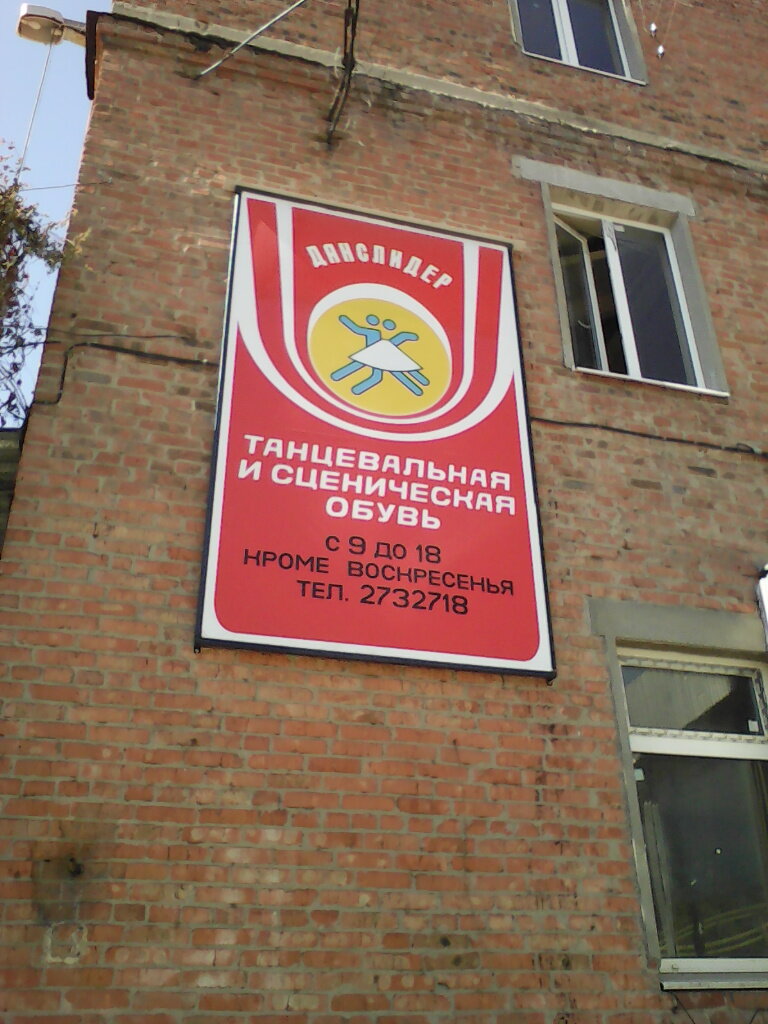 ДАНСЛИДЕР
ТАНЦЕВАЛЬНАЯ
И СЦЕНИЧЕСКАЯ
ОБУВЬ
С 9 ДО 18
КРОМЕ ВОСКРЕСЕНЬЯ
ТЕЛ. 2732718